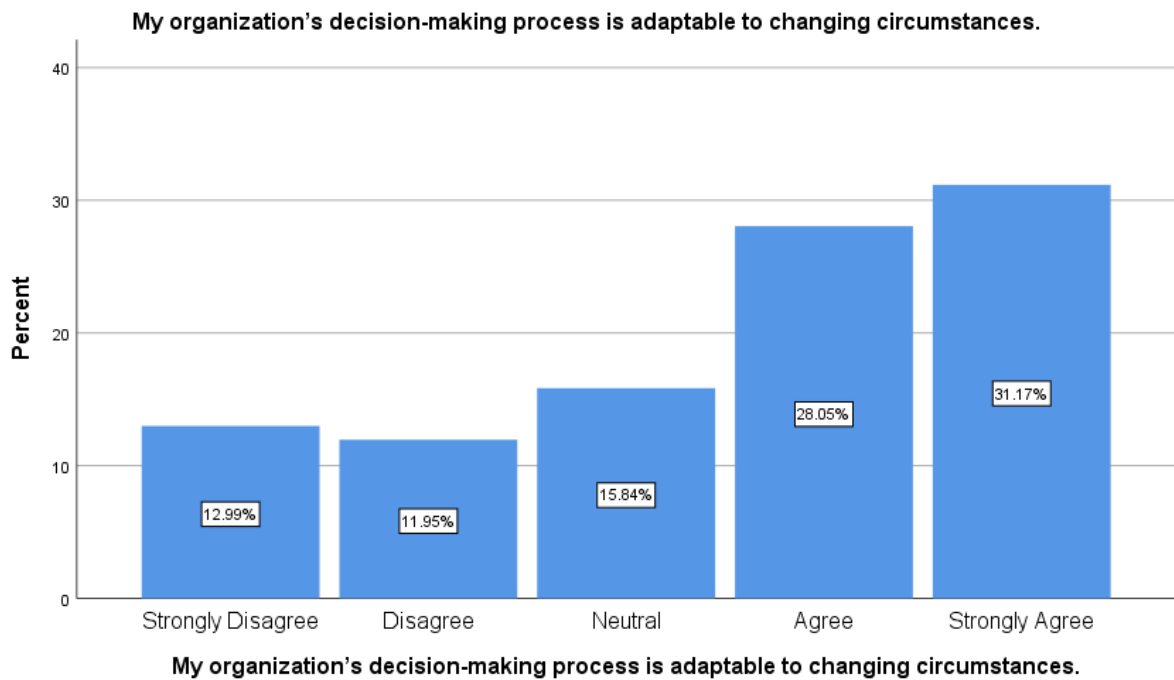 My organization’s decision-making process is adaptable to changing circumstances.
40
30
20
10
0
Percent
12.99%
11.95%
15.84%
28.05%
31.17%
Strongly Disagree
Disagree
Neutral
Agree
Strongly Agree
My organization’s decision-making process is adaptable to changing circumstances.